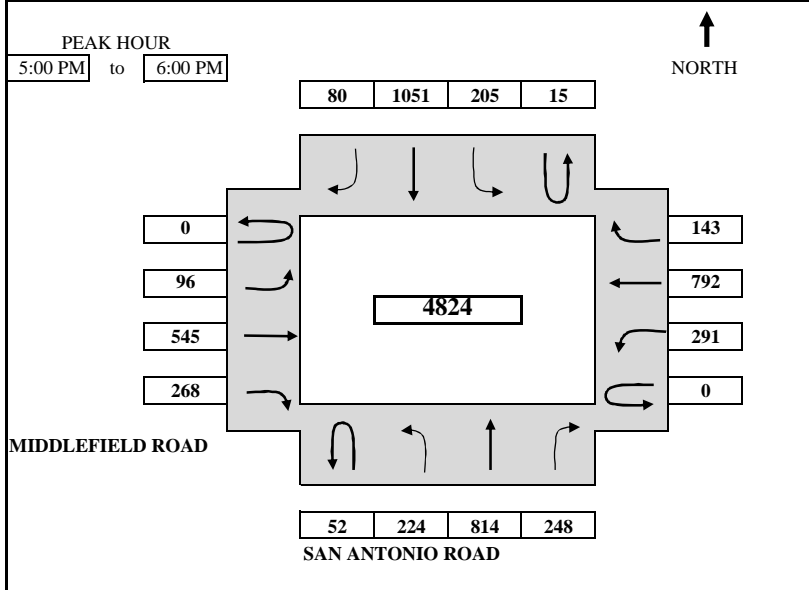 PEAK HOUR
5:00 PM to 6:00 PM
NORTH
80 1051 205 15
0 143
96 792
4824
545 291
268 0
MIDDLEFIELD ROAD
52 224 814 248
SAN ANTONIO ROAD